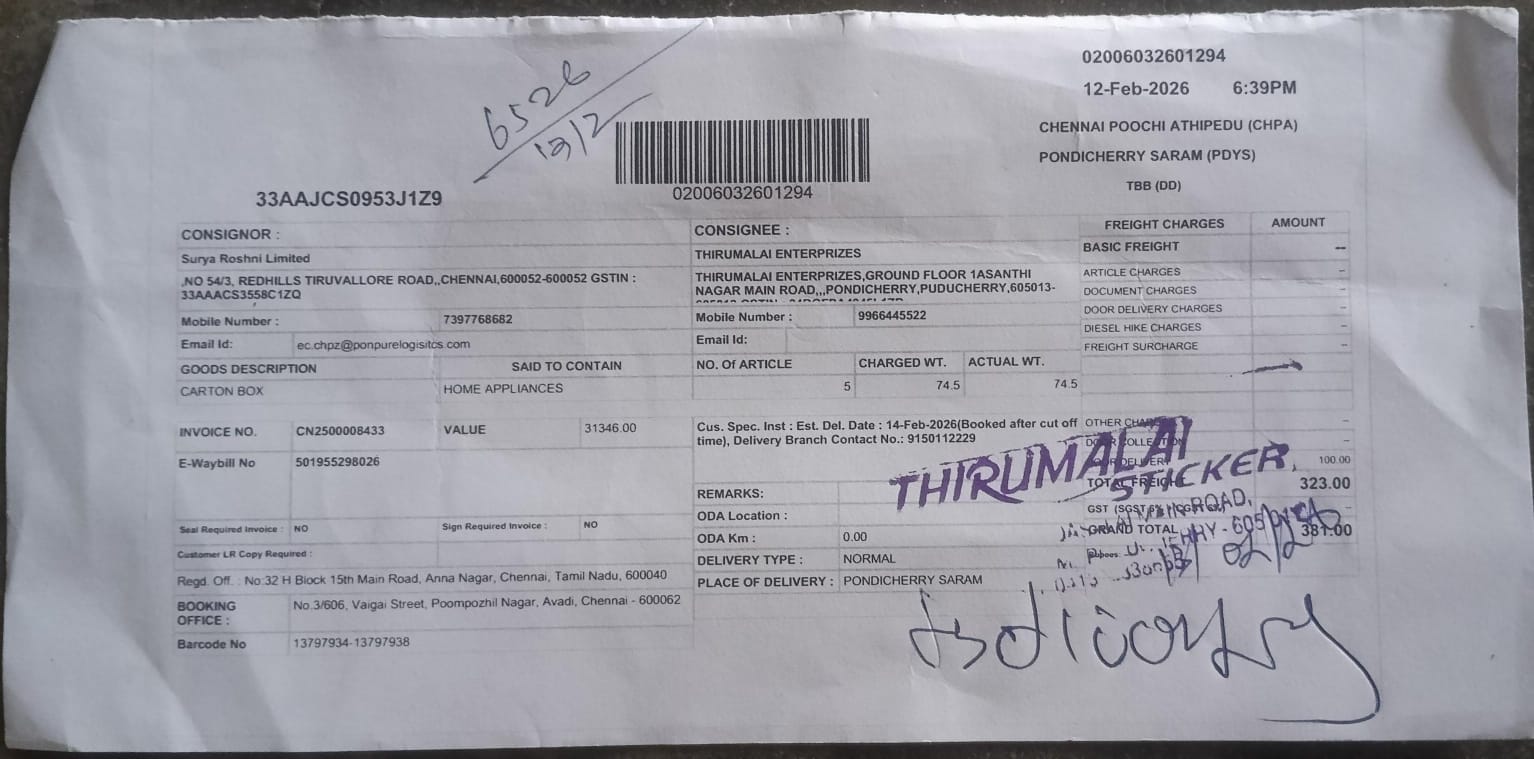 02006032601294
12-Feb-2026 6:39PM
CHENNAI POOCHI ATHIPEDU (CHPA)
PONDICHERRY SARAM (PDYS)
TBB (DD)
6526
02006032601294
33AAJCS0953J1Z9
CONSIGNOR :
Surya Roshni Limited
,NO 54/3, REDHILLS TIRUVALLORE ROAD,,CHENNAI,600052-600052 GSTIN :
33AAACS3558C1ZQ
Mobile Number : 7397768682
Email Id: ec.chpz@ponpurelogisitcs.com
GOODS DESCRIPTION SAID TO CONTAIN
CARTON BOX HOME APPLIANCES
INVOICE NO. CN2500008433 VALUE 31346.00
E-Waybill No 501955298026
Seal Required Invoice : NO Sign Required Invoice : NO
Customer LR Copy Required :
Regd. Off. : No:32 H Block 15th Main Road, Anna Nagar, Chennai, Tamil Nadu, 600040
BOOKING OFFICE : No.3/606, Vaigai Street, Poompozhil Nagar, Avadi, Chennai - 600062
Barcode No 13797934-13797938
CONSIGNEE :
THIRUMALAI ENTERPRIZES
THIRUMALAI ENTERPRIZES,GROUND FLOOR 1ASANTHI
NAGAR MAIN ROAD,,,PONDICHERRY,PUDUCHERRY,605013-
Mobile Number : 9966445522
Email Id:
NO. Of ARTICLE CHARGED WT. ACTUAL WT.
5 74.5 74.5
Cus. Spec. Inst : Est. Del. Date : 14-Feb-2026(Booked after cut off
time), Delivery Branch Contact No.: 9150112229
REMARKS:
ODA Location :
ODA Km : 0.00
DELIVERY TYPE : NORMAL
PLACE OF DELIVERY : PONDICHERRY SARAM
FREIGHT CHARGES AMOUNT
BASIC FREIGHT --
ARTICLE CHARGES --
DOCUMENT CHARGES --
DOOR DELIVERY CHARGES --
DIESEL HIKE CHARGES --
FREIGHT SURCHARGE --
OTHER --
--
100.00
TOTAL FREIGHT 323.00
GST
GRAND TOTAL 381.00
THIRUMALAI
STICKER,
ROAD,